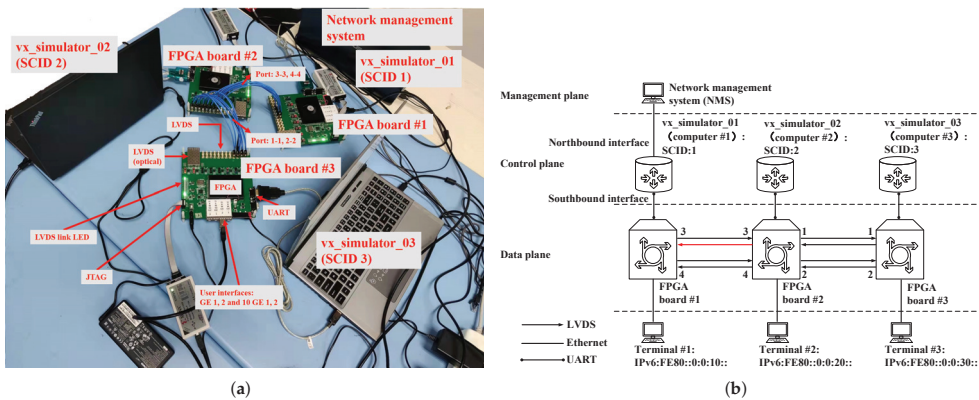 vx_simulator_02
(SCID 2)
Network management
system
vx_simulator_01
(SCID 1)
FPGA board #2
Port: 3-3, 4-4
FPGA board #1
LVDS
Port: 1-1, 2-2
LVDS
(optical)
FPGA board #3
FPGA
UART
LVDS link LED
JTAG
vx_simulator_03
(SCID 3)
User interfaces:
GE 1, 2 and 10 GE 1, 2
(a)
Management plane
Network management
system (NMS)
Northbound interface
vx_simulator_01
(computer #1):
SCID:1
vx_simulator_02
(computer #2):
SCID:2
vx_simulator_03
(computer #3):
SCID:3
Control plane
Southbound interface
Data plane
3
3
1
1
4
4
2
2
FPGA
board #1
FPGA
board #2
FPGA
board #3
LVDS
Ethernet
UART
Terminal #1:
IPv6:FE80::0:0:10::
Terminal #2:
IPv6:FE80::0:0:20::
Terminal #3:
IPv6:FE80::0:0:30::
(b)